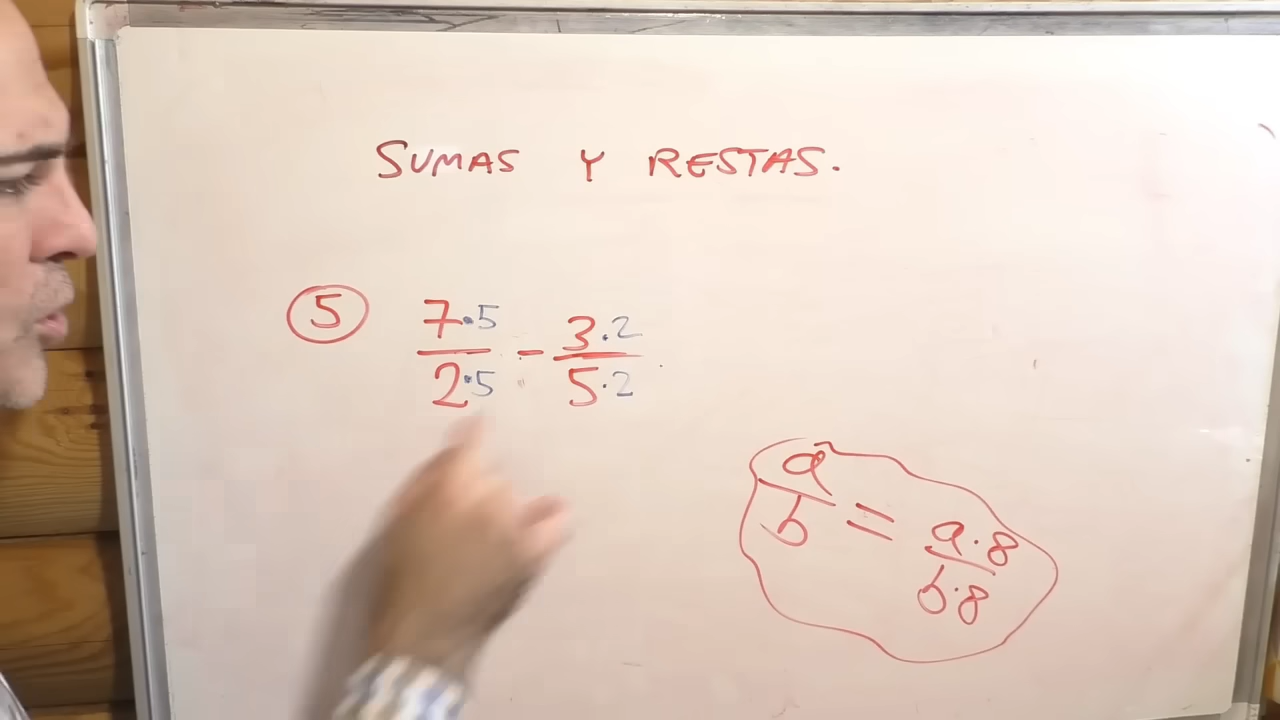 SUMAS Y RESTAS.
5
7·5 / 2·5 - 3·2 / 5·2
a / b = a·8 / b·8